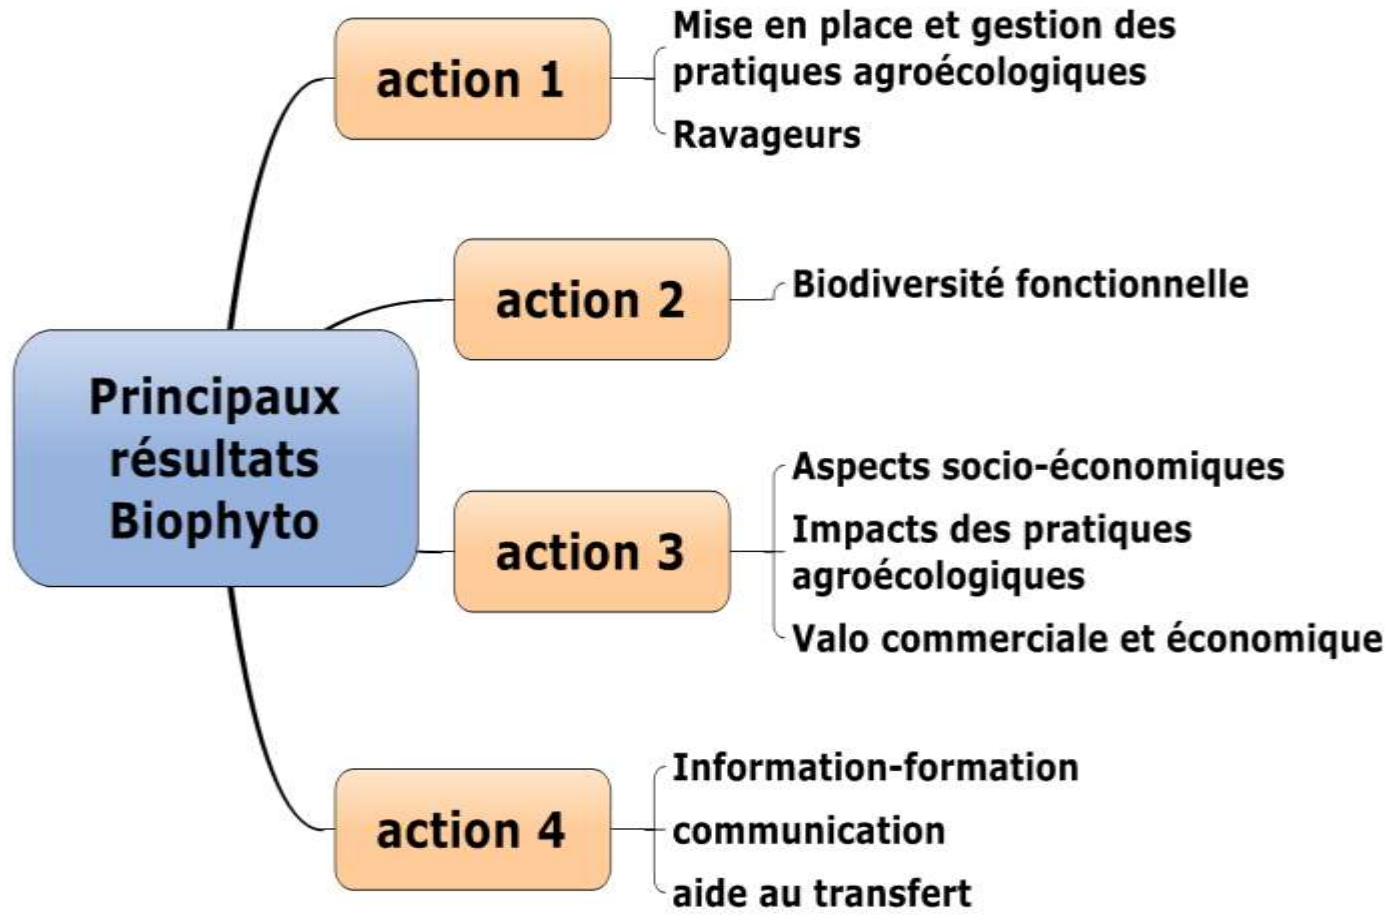 Principaux
résultats
Biophyto
action 1
Mise en place et gestion des
pratiques agroécologiques
Ravageurs
action 2
Biodiversité fonctionnelle
action 3
Aspects socio-économiques
Impacts des pratiques
agroécologiques
Valo commerciale et économique
action 4
Information-formation
communication
aide au transfert